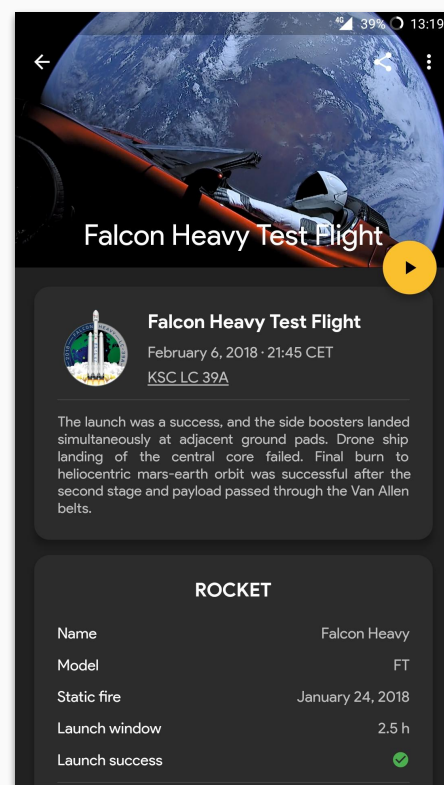 4G 39% 13:19
Falcon Heavy Test Flight
Falcon Heavy Test Flight
February 6, 2018 · 21:45 CET
KSC LC 39A
The launch was a success, and the side boosters landed
simultaneously at adjacent ground pads. Drone ship
landing of the central core failed. Final burn to
heliocentric mars-earth orbit was successful after the
second stage and payload passed through the Van Allen
belts.
ROCKET
Name Falcon Heavy
Model FT
Static fire January 24, 2018
Launch window 2.5 h
Launch success